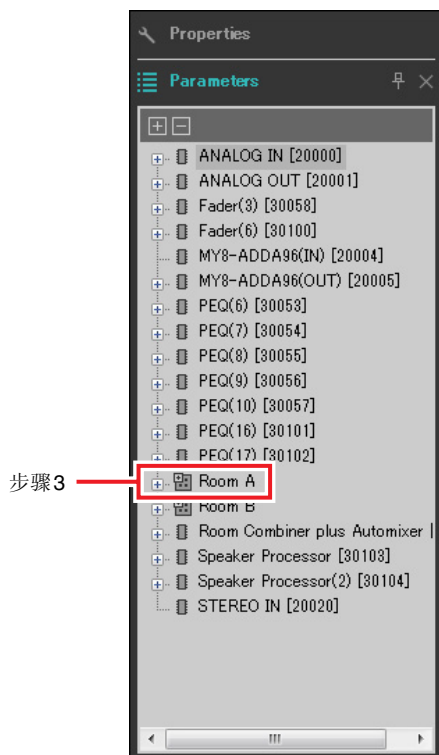 Properties
Parameters
ANALOG IN [20000]
ANALOG OUT [20001]
Fader(3) [30058]
Fader(6) [30100]
MY8-ADDA96(IN) [20004]
MY8-ADDA96(OUT) [20005]
PEQ(6) [30053]
PEQ(7) [30054]
PEQ(8) [30055]
PEQ(9) [30056]
PEQ(10) [30057]
PEQ(16) [30101]
PEQ(17) [30102]
步骤3
Room A
Room B
Room Combiner plus Automixer
Speaker Processor [30103]
Speaker Processor(2) [30104]
STEREO IN [20020]